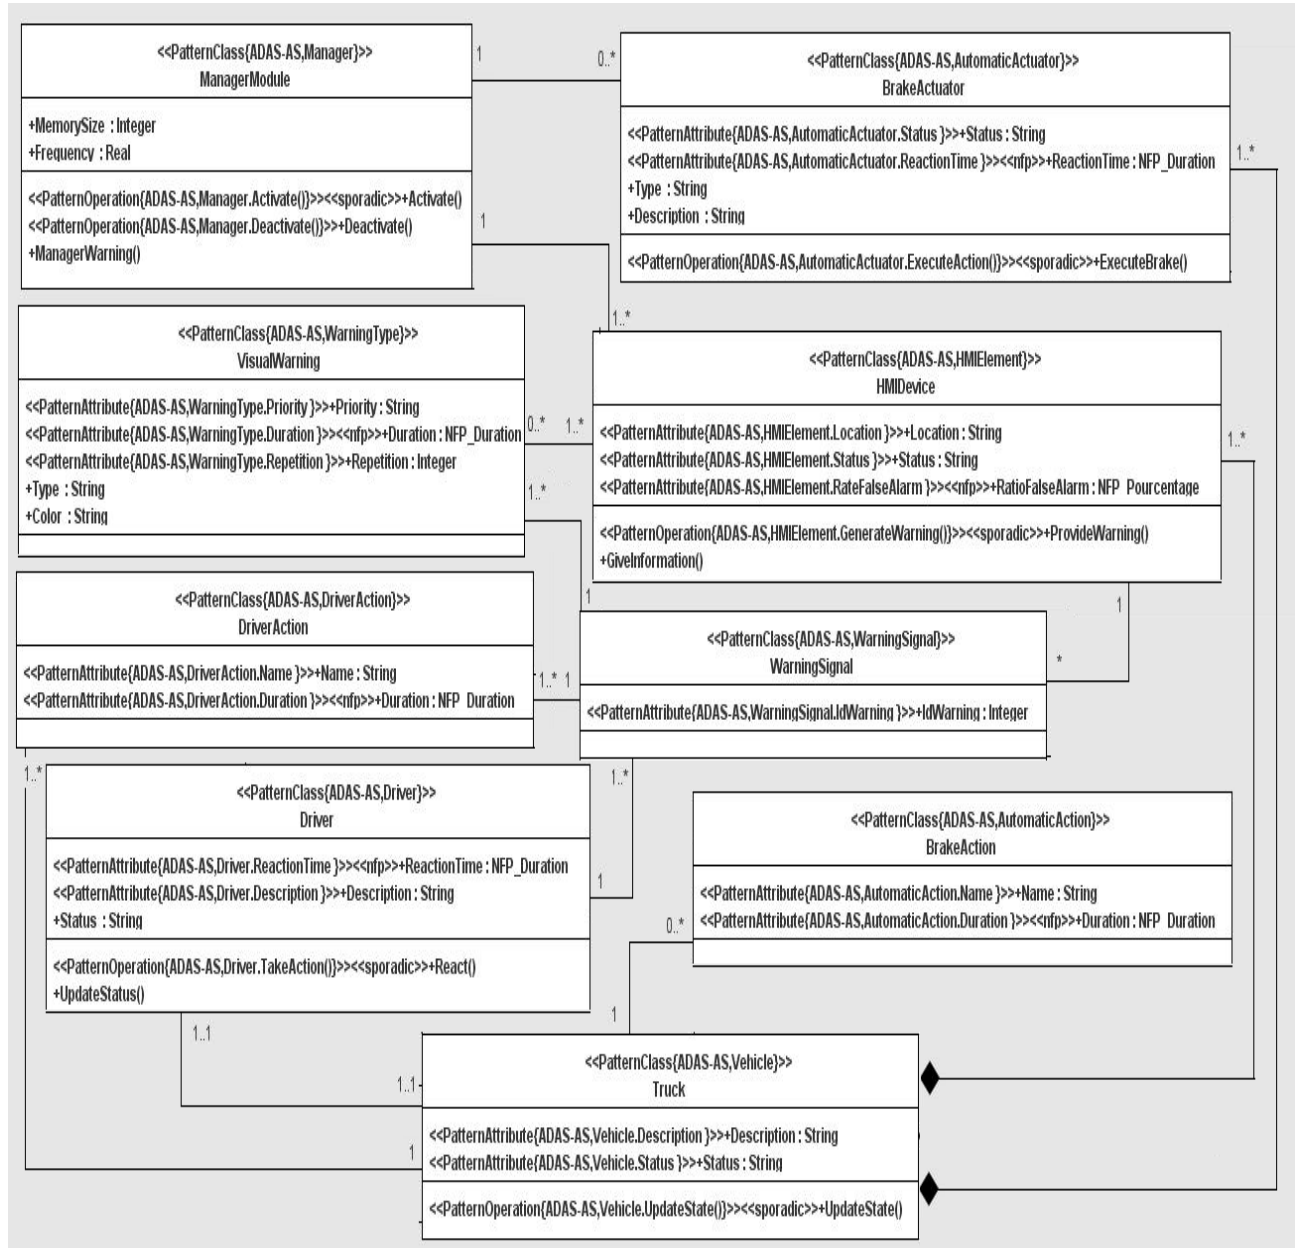 <<PatternClass{ADAS-AS,Manager}>>
ManagerModule
+MemorySize : Integer
+Frequency : Real
<<PatternOperation{ADAS-AS,Manager.Activate()}>><<sporadic>>+Activate()
<<PatternOperation{ADAS-AS,Manager.Deactivate()}>>+Deactivate()
+ManagerWarning()
1
0..*
<<PatternClass{ADAS-AS,AutomaticActuator}>>
BrakeActuator
<<PatternAttribute{ADAS-AS,AutomaticActuator.Status }>>+Status : String
<<PatternAttribute{ADAS-AS,AutomaticActuator.ReactionTime }>><<nfp>>+ReactionTime : NFP_Duration
+Type : String
+Description : String
<<PatternOperation{ADAS-AS,AutomaticActuator.ExecuteAction()}>><<sporadic>>+ExecuteBrake()
1..*
1
1..*
<<PatternClass{ADAS-AS,WarningType}>>
VisualWarning
<<PatternAttribute{ADAS-AS,WarningType.Priority }>>+Priority : String
<<PatternAttribute{ADAS-AS,WarningType.Duration }>><<nfp>>+Duration : NFP_Duration
<<PatternAttribute{ADAS-AS,WarningType.Repetition }>>+Repetition : Integer
+Type : String
+Color : String
0..*
1..*
1..*
1
<<PatternClass{ADAS-AS,HMIElement}>>
HMIDevice
<<PatternAttribute{ADAS-AS,HMIElement.Location }>>+Location : String
<<PatternAttribute{ADAS-AS,HMIElement.Status }>>+Status : String
<<PatternAttribute{ADAS-AS,HMIElement.RateFalseAlarm }>><<nfp>>+RatioFalseAlarm : NFP_Pourcentage
<<PatternOperation{ADAS-AS,HMIElement.GenerateWarning()}>><<sporadic>>+ProvideWarning()
+GiveInformation()
1..*
1
*
<<PatternClass{ADAS-AS,DriverAction}>>
DriverAction
<<PatternAttribute{ADAS-AS,DriverAction.Name }>>+Name : String
<<PatternAttribute{ADAS-AS,DriverAction.Duration }>><<nfp>>+Duration : NFP_Duration
1..*
1
<<PatternClass{ADAS-AS,WarningSignal}>>
WarningSignal
<<PatternAttribute{ADAS-AS,WarningSignal.IdWarning }>>+IdWarning : Integer
1..*
1..*
<<PatternClass{ADAS-AS,Driver}>>
Driver
<<PatternAttribute{ADAS-AS,Driver.ReactionTime }>><<nfp>>+ReactionTime : NFP_Duration
<<PatternAttribute{ADAS-AS,Driver.Description }>>+Description : String
+Status : String
<<PatternOperation{ADAS-AS,Driver.TakeAction()}>><<sporadic>>+React()
+UpdateStatus()
1
<<PatternClass{ADAS-AS,AutomaticAction}>>
BrakeAction
<<PatternAttribute{ADAS-AS,AutomaticAction.Name }>>+Name : String
<<PatternAttribute{ADAS-AS,AutomaticAction.Duration }>><<nfp>>+Duration : NFP_Duration
0..*
1
1..1
1..1
1
<<PatternClass{ADAS-AS,Vehicle}>>
Truck
<<PatternAttribute{ADAS-AS,Vehicle.Description }>>+Description : String
<<PatternAttribute{ADAS-AS,Vehicle.Status }>>+Status : String
<<PatternOperation{ADAS-AS,Vehicle.UpdateState()}>><<sporadic>>+UpdateState()